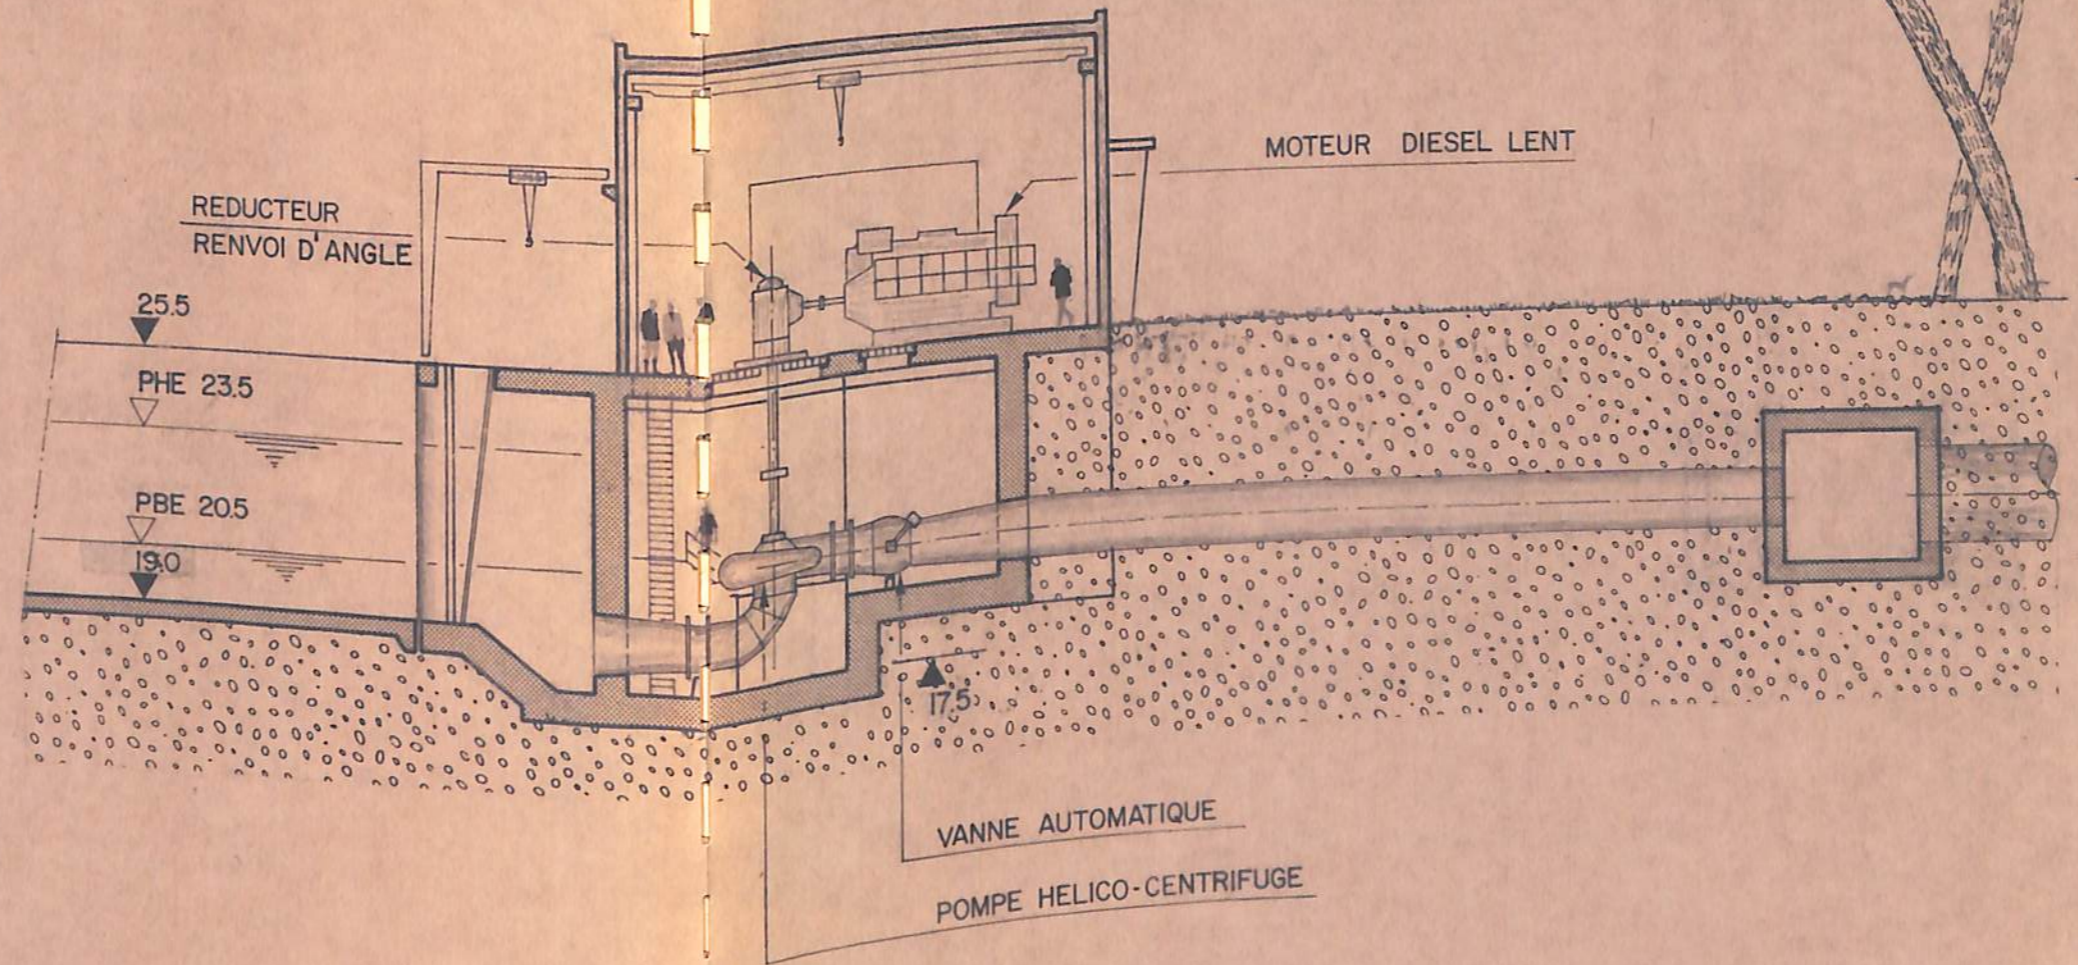 MOTEUR DIESEL LENT
REDUCTEUR
RENVOI D'ANGLE
25.5
PHE 23.5
PBE 20.5
19.0
17.5
VANNE AUTOMATIQUE
POMPE HELICO-CENTRIFUGE